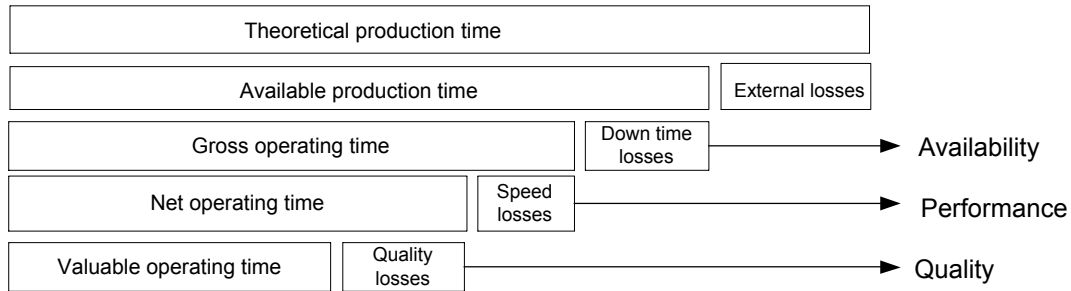 Theoretical production time
Available production time
External losses
Gross operating time
Down time
losses
Availability
Net operating time
Speed
losses
Performance
Valuable operating time
Quality
losses
Quality